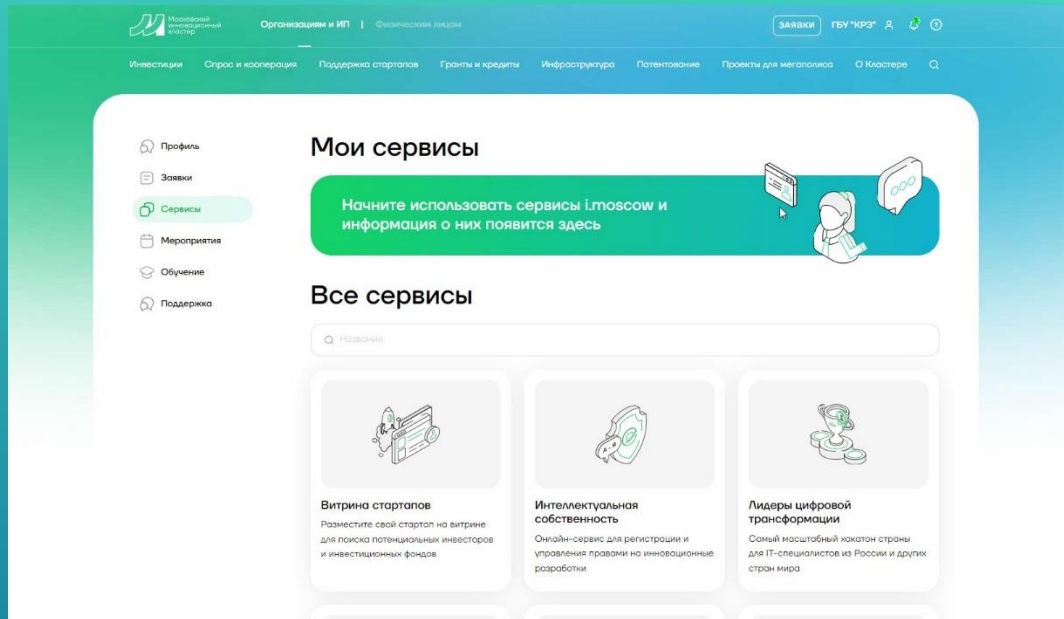 Московский
инновационный
кластер
Организациям и ИП | Физическим лицам
ЗАЯВКИ ГБУ "КРЗ"
Инвестиции Спрос и кооперация Поддержка стартапов Гранты и кредиты Инфраструктура Патентование Проекты для мегаполиса О Кластере
Профиль
Заявки
Сервисы
Мероприятия
Обучение
Поддержка
Мои сервисы
Начните использовать сервисы i.moscow и
информация о них появится здесь
Все сервисы
Название
Витрина стартапов
Разместите свой стартап на витрине
для поиска потенциальных инвесторов
и инвестиционных фондов
Интеллектуальная
собственность
Онлайн-сервис для регистрации и
управления правами на инновационные
разработки
Лидеры цифровой
трансформации
Самый масштабный хакатон страны
для IT-специалистов из России и других
стран мира